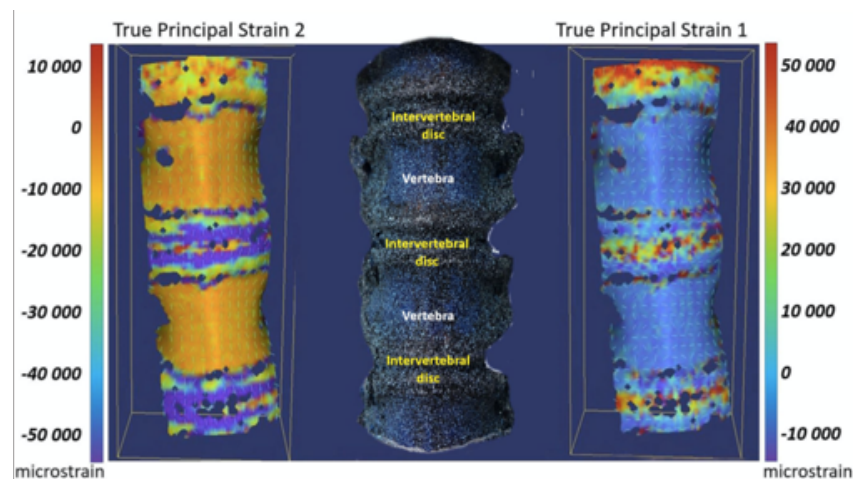 True Principal Strain 2
True Principal Strain 1
10 000
0
-10 000
-20 000
-30 000
-40 000
-50 000
microstrain
Intervertebral
disc
Vertebra
Intervertebral
disc
Vertebra
Intervertebral
disc
50 000
40 000
30 000
20 000
10 000
0
-10 000
microstrain